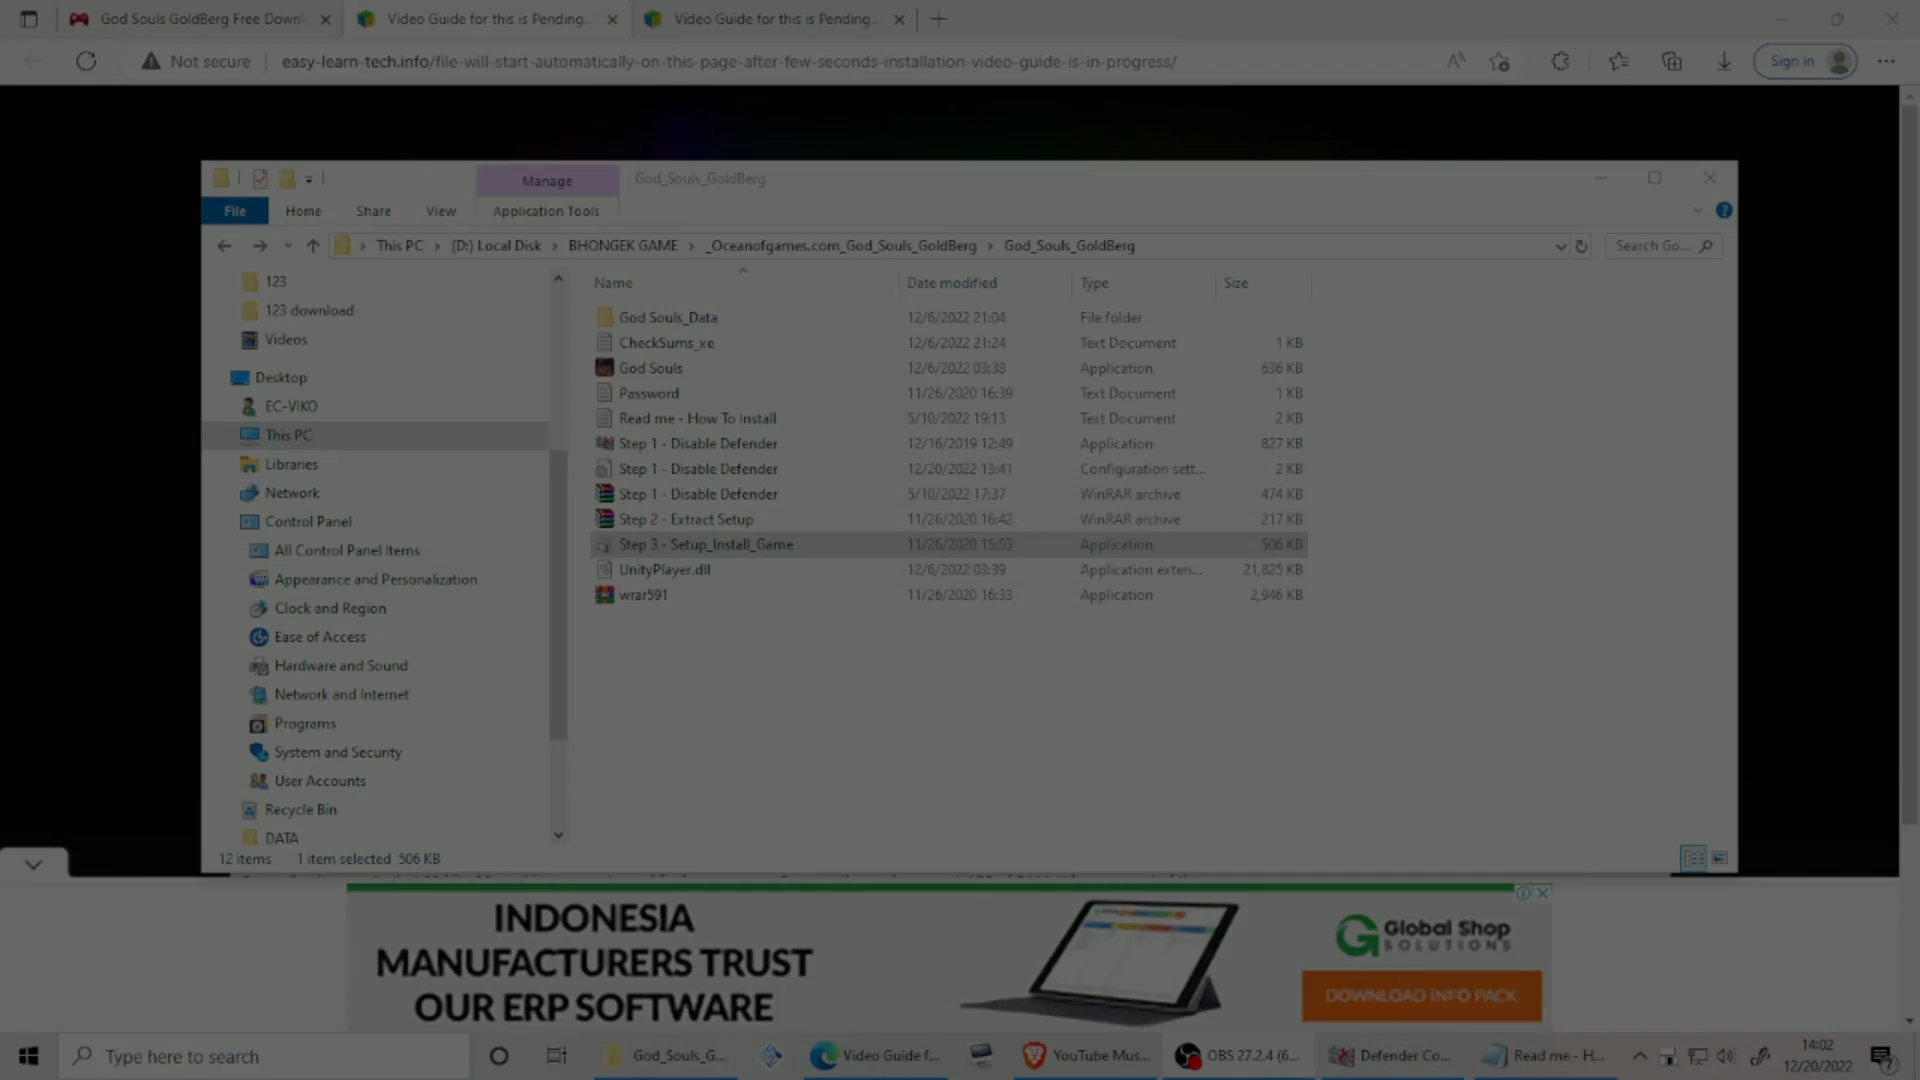 God Souls GoldBerg Free Downl
Video Guide for this is Pending.
Video Guide for this is Pending.
Not secure
easy-learn-tech.info/file-will-start-automatically-on-this-page-after-few-seconds-installation-video-guide-is-in-progress/
Sign in
Manage
God_Souls_GoldBerg
File
Home
Share
View
Application Tools
This PC
(D:) Local Disk
BHONGEK GAME
_Oceanofgames.com_God_Souls_GoldBerg
God_Souls_GoldBerg
Search Go...
123
123 download
Videos
Desktop
EC-VIKO
This PC
Libraries
Network
Control Panel
All Control Panel Items
Appearance and Personalization
Clock and Region
Ease of Access
Hardware and Sound
Network and Internet
Programs
System and Security
User Accounts
Recycle Bin
DATA
Name Date modified Type Size
God Souls_Data 12/6/2022 21:04 File folder
CheckSums_xe 12/6/2022 21:24 Text Document 1 KB
God Souls 12/6/2022 03:38 Application 636 KB
Password 11/26/2020 16:39 Text Document 1 KB
Read me - How To Install 5/10/2022 19:13 Text Document 2 KB
Step 1 - Disable Defender 12/16/2019 12:49 Application 827 KB
Step 1 - Disable Defender 12/20/2022 13:41 Configuration sett... 2 KB
Step 1 - Disable Defender 5/10/2022 17:37 WinRAR archive 474 KB
Step 2 - Extract Setup 11/26/2020 16:42 WinRAR archive 217 KB
Step 3 - Setup_Install_Game 11/26/2020 15:53 Application 506 KB
UnityPlayer.dll 12/6/2022 03:39 Application exten... 21,825 KB
wrar591 11/26/2020 16:33 Application 2,946 KB
12 items 1 item selected 506 KB
INDONESIA
MANUFACTURERS TRUST
OUR ERP SOFTWARE
Global Shop
SOLUTIONS
DOWNLOAD INFO PACK
Type here to search
God_Souls_G...
Video Guide f...
YouTube Mus...
OBS 27.2.4 (6...
Defender Co...
Read me - H...
14:02
12/20/2022
7